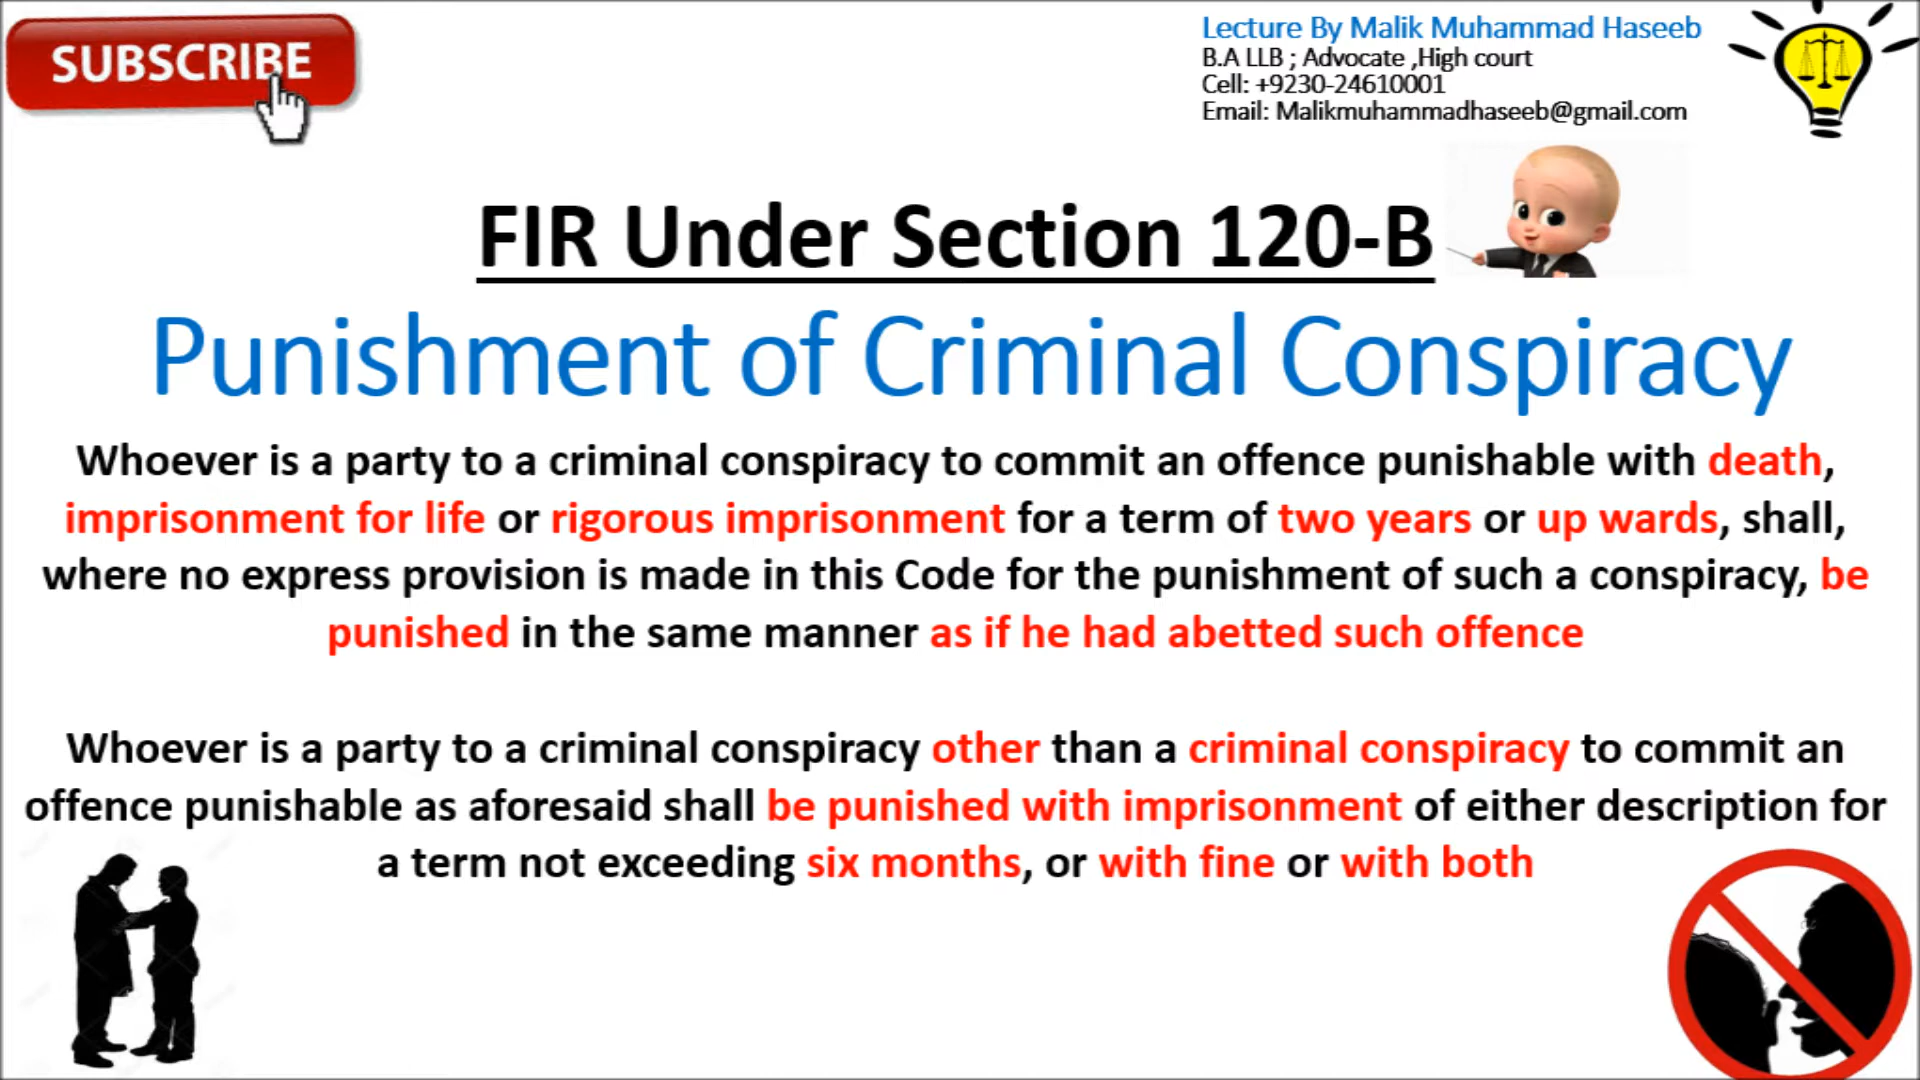 SUBSCRIBE
Lecture By Malik Muhammad Haseeb
B.A LLB ; Advocate ,High court
Cell: +9230-24610001
Email: Malikmuhammadhaseeb@gmail.com
FIR Under Section 120-B
Punishment of Criminal Conspiracy
Whoever is a party to a criminal conspiracy to commit an offence punishable with death,
imprisonment for life or rigorous imprisonment for a term of two years or up wards, shall,
where no express provision is made in this Code for the punishment of such a conspiracy, be
punished in the same manner as if he had abetted such offence
Whoever is a party to a criminal conspiracy other than a criminal conspiracy to commit an
offence punishable as aforesaid shall be punished with imprisonment of either description for
a term not exceeding six months, or with fine or with both